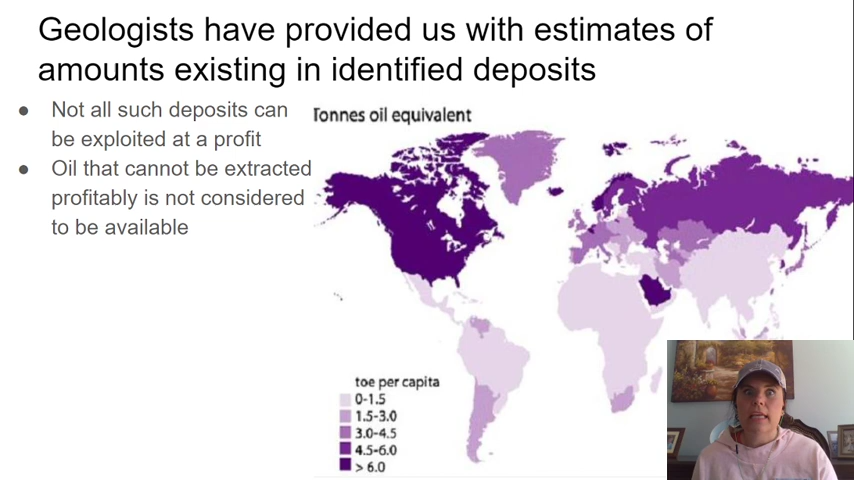 Geologists have provided us with estimates of
amounts existing in identified deposits
● Not all such deposits can
be exploited at a profit
● Oil that cannot be extracted
profitably is not considered
to be available
Tonnes oil equivalent
toe per capita
0-1.5
1.5-3.0
3.0-4.5
4.5-6.0
> 6.0